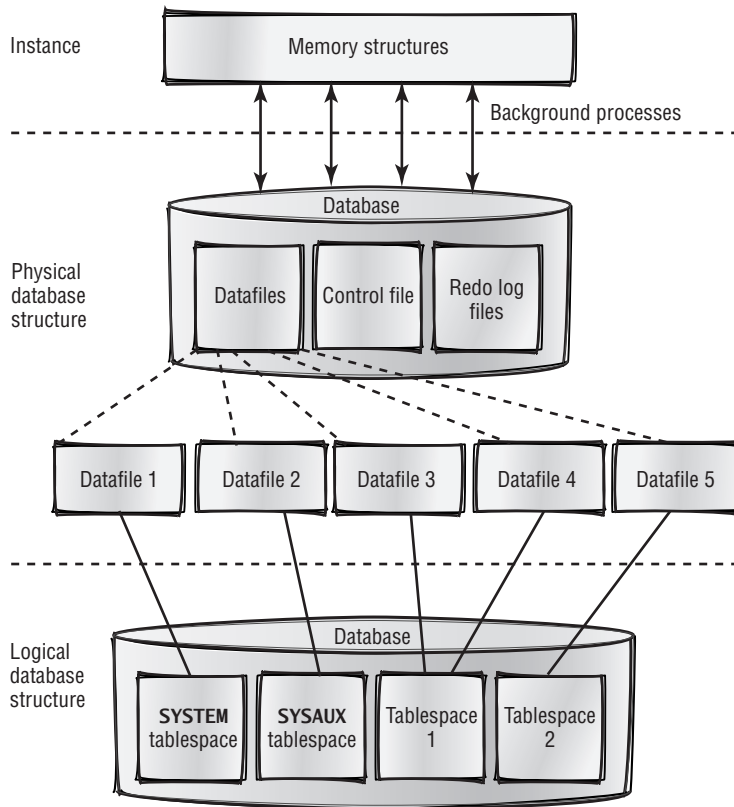 Instance
Memory structures
Background processes
Database
Physical
database
structure
Datafiles
Control file
Redo log
files
Datafile 1
Datafile 2
Datafile 3
Datafile 4
Datafile 5
Database
Logical
database
structure
SYSTEM
tablespace
SYSAUX
tablespace
Tablespace
1
Tablespace
2